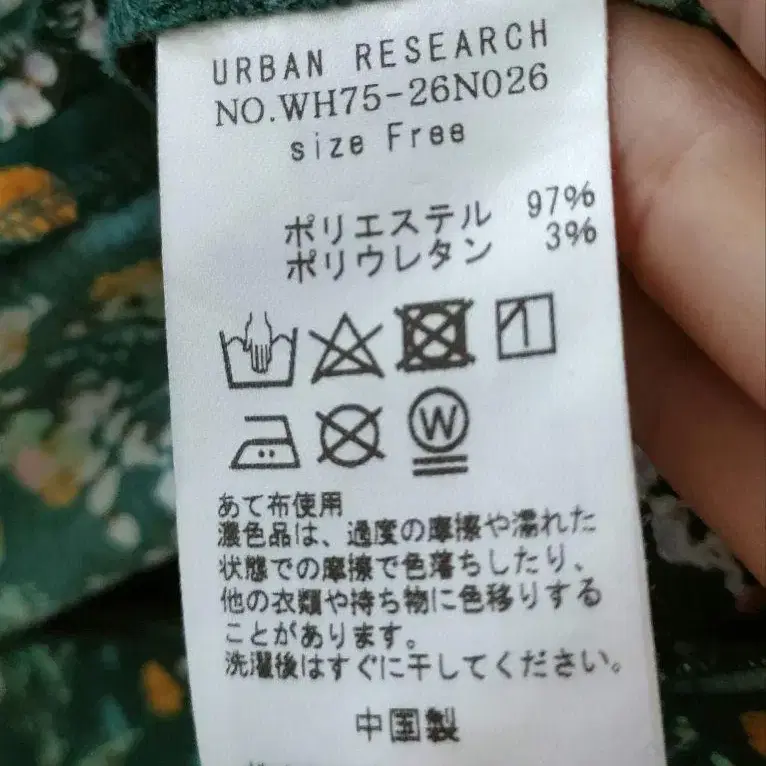 URBAN RESEARCH
NO.WH75-26N026
size Free
ポリエステル 97%
ポリウレタン 3%
W
あて布使用
濃色品は、過度の摩擦や濡れた
状態での摩擦で色落ちしたり、
他の衣類や持ち物に色移りする
ことがあります。
洗濯後はすぐに干してください。
中国製